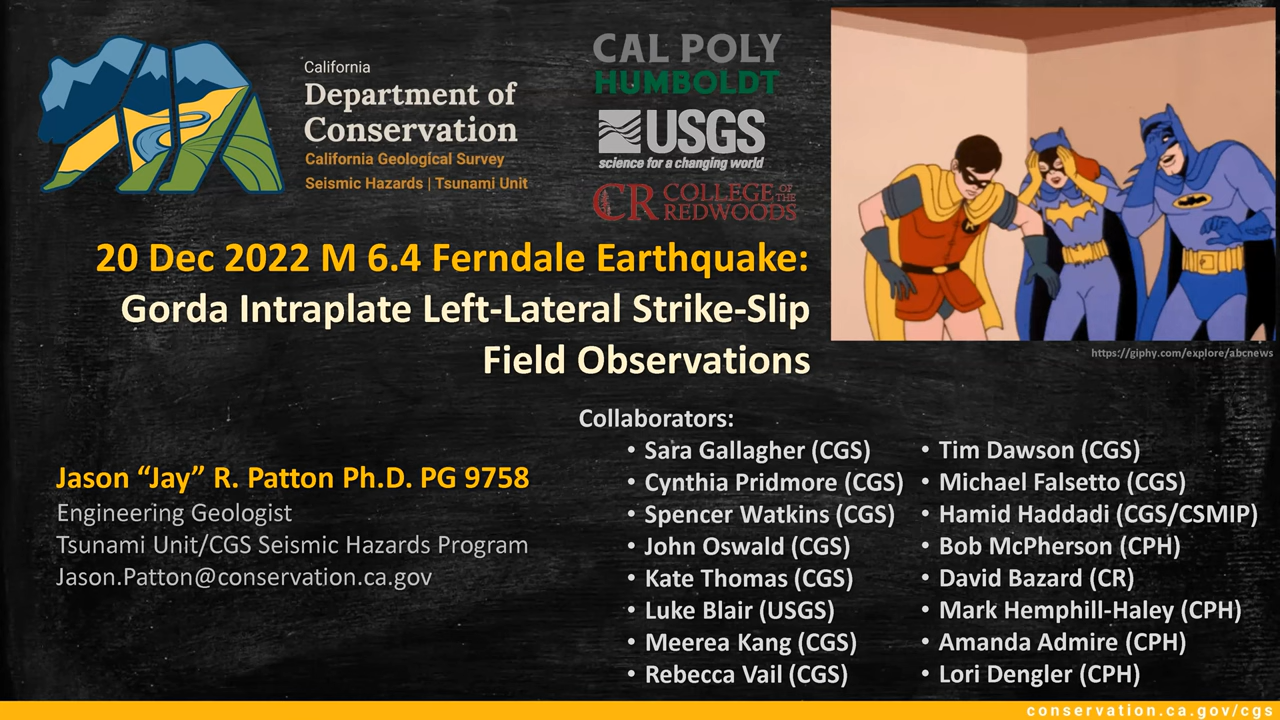 California
Department of
Conservation
California Geological Survey
Seismic Hazards | Tsunami Unit
CAL POLY
HUMBOLDT
USGS
science for a changing world
CR COLLEGE OF THE
REDWOODS
https://giphy.com/explore/abcnews
20 Dec 2022 M 6.4 Ferndale Earthquake:
Gorda Intraplate Left-Lateral Strike-Slip
Field Observations
Jason “Jay” R. Patton Ph.D. PG 9758
Engineering Geologist
Tsunami Unit/CGS Seismic Hazards Program
Jason.Patton@conservation.ca.gov
Collaborators:
• Sara Gallagher (CGS)
• Cynthia Pridmore (CGS)
• Spencer Watkins (CGS)
• John Oswald (CGS)
• Kate Thomas (CGS)
• Luke Blair (USGS)
• Meerea Kang (CGS)
• Rebecca Vail (CGS)
• Tim Dawson (CGS)
• Michael Falsetto (CGS)
• Hamid Haddadi (CGS/CSMIP)
• Bob McPherson (CPH)
• David Bazard (CR)
• Mark Hemphill-Haley (CPH)
• Amanda Admire (CPH)
• Lori Dengler (CPH)
conservation.ca.gov/cgs